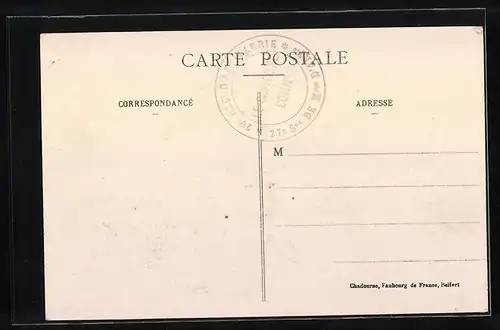 CARTE POSTALE
CORRESPONDANCE
ADRESSE
M
Chadourne, Faubourg de France, Belfort